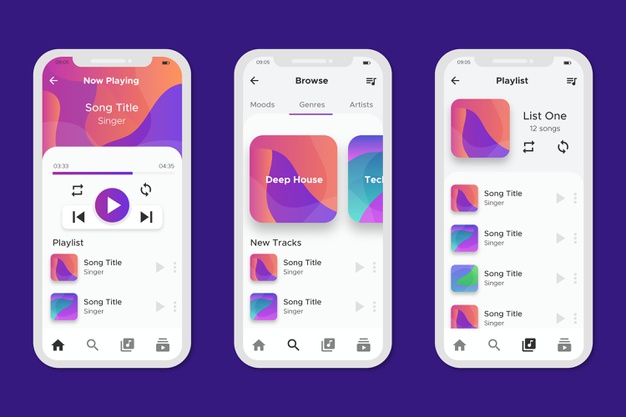 09:05
Now Playing
Song Title
Singer
03:33
04:35
Playlist
Song Title
Singer
Song Title
Singer
09:05
Browse
Moods
Genres
Artists
Deep House
Tech
New Tracks
Song Title
Singer
Song Title
Singer
09:05
Playlist
List One
12 songs
Song Title
Singer
Song Title
Singer
Song Title
Singer
Song Title
Singer